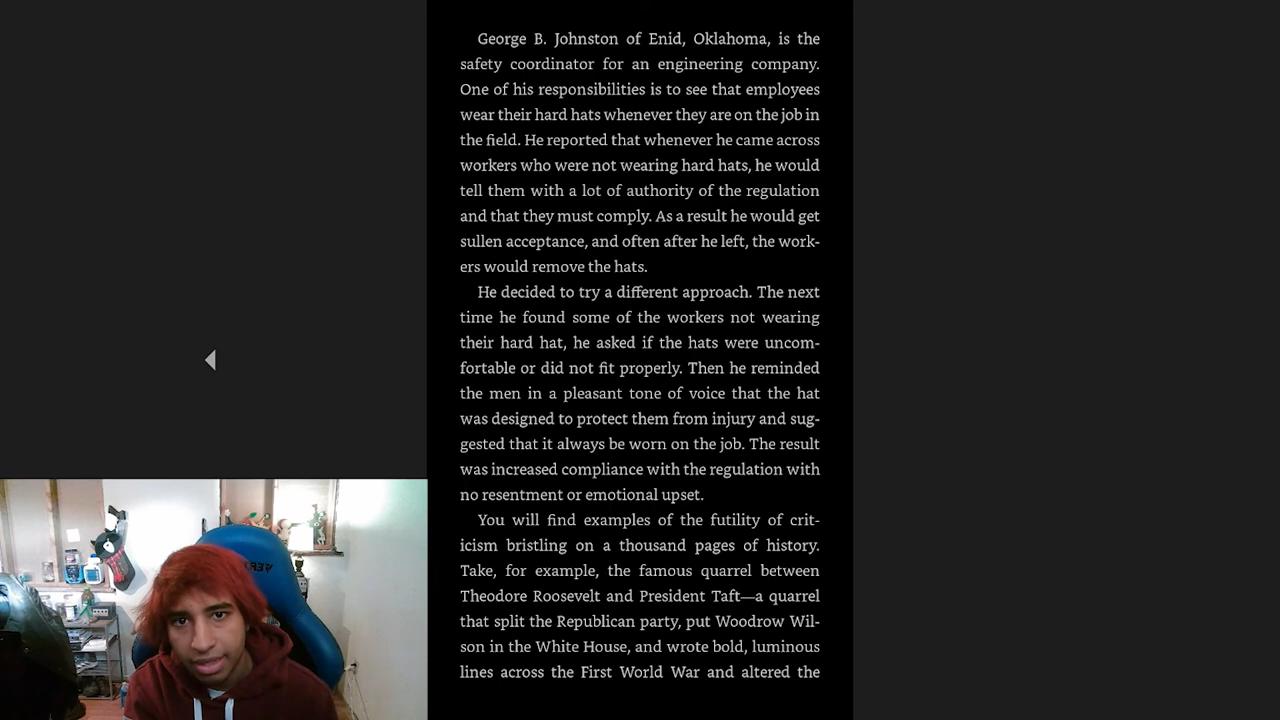 George B. Johnston of Enid, Oklahoma, is the
safety coordinator for an engineering company.
One of his responsibilities is to see that employees
wear their hard hats whenever they are on the job in
the field. He reported that whenever he came across
workers who were not wearing hard hats, he would
tell them with a lot of authority of the regulation
and that they must comply. As a result he would get
sullen acceptance, and often after he left, the work-
ers would remove the hats.
He decided to try a different approach. The next
time he found some of the workers not wearing
their hard hat, he asked if the hats were uncom-
fortable or did not fit properly. Then he reminded
the men in a pleasant tone of voice that the hat
was designed to protect them from injury and sug-
gested that it always be worn on the job. The result
was increased compliance with the regulation with
no resentment or emotional upset.
You will find examples of the futility of crit-
icism bristling on a thousand pages of history.
Take, for example, the famous quarrel between
Theodore Roosevelt and President Taft—a quarrel
that split the Republican party, put Woodrow Wil-
son in the White House, and wrote bold, luminous
lines across the First World War and altered the